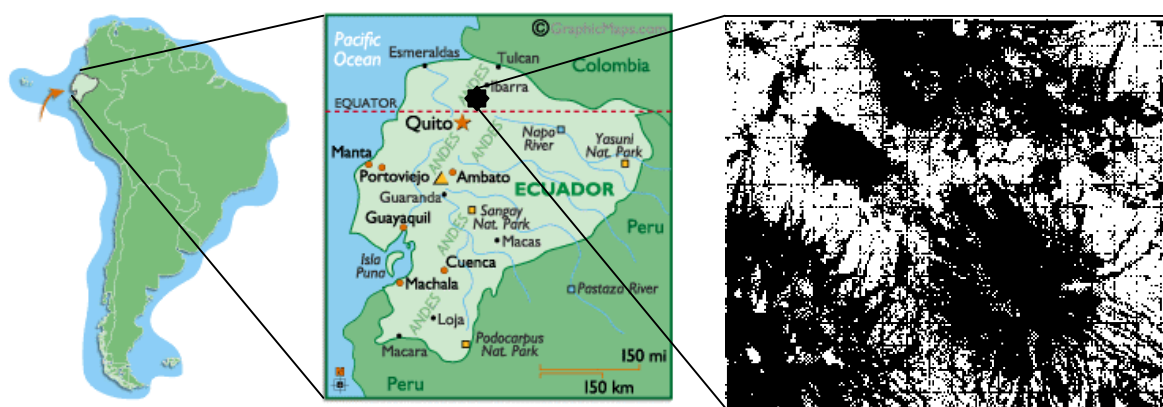 © GraphicMaps.com
Pacific
Ocean
Esmeraldas
Tulcan
Colombia
ANDES
Ibarra
EQUATOR
Quito
ANDES
ANDES
Napo
River
Yasuni
Nat. Park
Manta
Portoviejo
Ambato
ECUADOR
Guaranda
Guayaquil
ANDES
Sangay
Nat. Park
Peru
Macas
Isla
Puna
Cuenca
Machala
Pastaza River
ANDES
Loja
Macara
Podocarpus
Nat. Park
150 mi
Peru
150 km